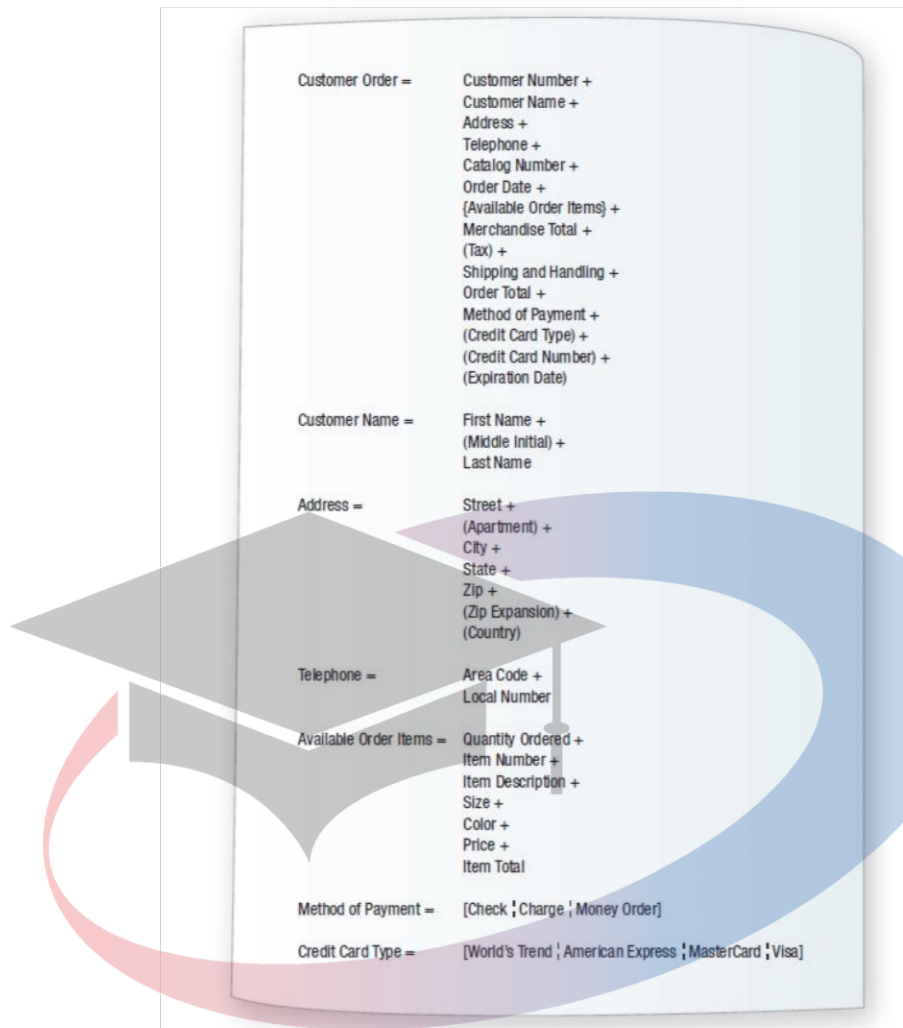 Customer Order = Customer Number +
Customer Name +
Address +
Telephone +
Catalog Number +
Order Date +
{Available Order Items} +
Merchandise Total +
(Tax) +
Shipping and Handling +
Order Total +
Method of Payment +
(Credit Card Type) +
(Credit Card Number) +
(Expiration Date)
Customer Name = First Name +
(Middle Initial) +
Last Name
Address = Street +
(Apartment) +
City +
State +
Zip +
(Zip Expansion) +
(Country)
Telephone = Area Code +
Local Number
Available Order Items = Quantity Ordered +
Item Number +
Item Description +
Size +
Color +
Price +
Item Total
Method of Payment = [Check ¦ Charge ¦ Money Order]
Credit Card Type = [World's Trend ¦ American Express ¦ MasterCard ¦ Visa]